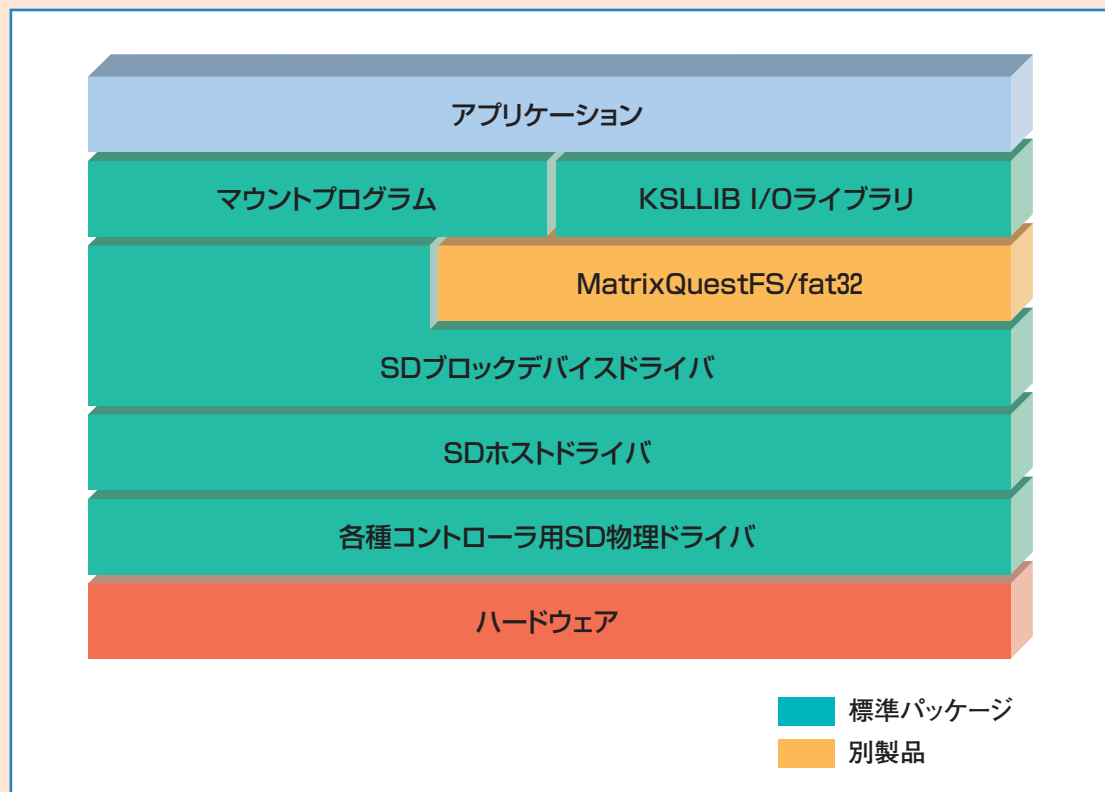 アプリケーション
マウントプログラム
KSLLIB I/Oライブラリ
MatrixQuestFS/fat32
SDブロックデバイスドライバ
SDホストドライバ
各種コントローラ用SD物理ドライバ
ハードウェア
標準パッケージ
別製品